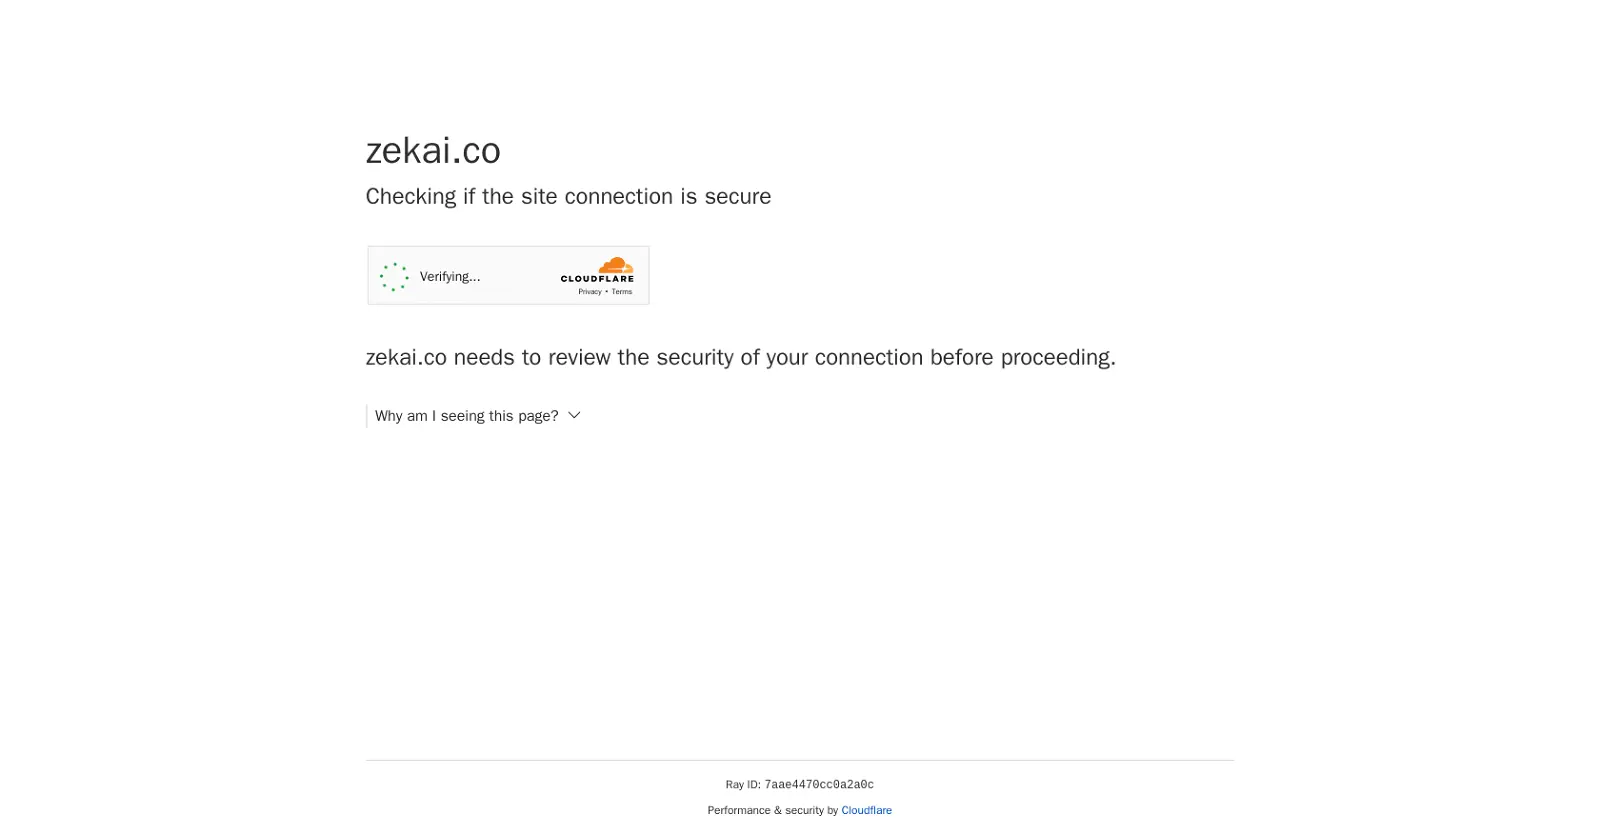 zekai.co
Checking if the site connection is secure
Verifying...
CLOUDFLARE
Privacy • Terms
zekai.co needs to review the security of your connection before proceeding.
Why am I seeing this page?
Ray ID: 7aae4470cc0a2a0c
Performance & security by Cloudflare